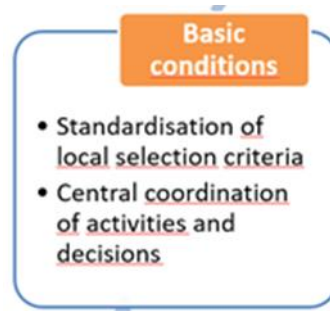 Basic
conditions
• Standardisation of
local selection criteria
• Central coordination
of activities and
decisions